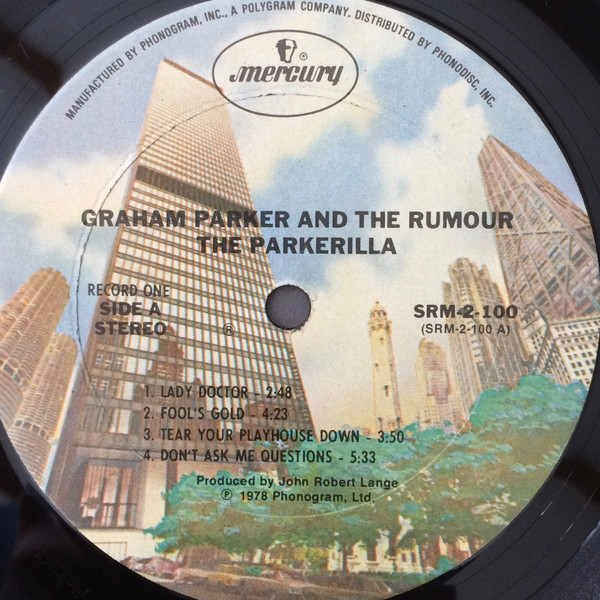 MANUFACTURED BY PHONOGRAM, INC., A POLYGRAM COMPANY. DISTRIBUTED BY PHONODISC, INC.
mercury ®
GRAHAM PARKER AND THE RUMOUR
THE PARKERILLA
RECORD ONE
SIDE A
STEREO
®
SRM-2-100
(SRM-2-100 A)
1. LADY DOCTOR - 2:48
2. FOOL'S GOLD - 4:23
3. TEAR YOUR PLAYHOUSE DOWN - 3:50
4. DON'T ASK ME QUESTIONS - 5:33
Produced by John Robert Lange
℗ 1978 Phonogram, Ltd.